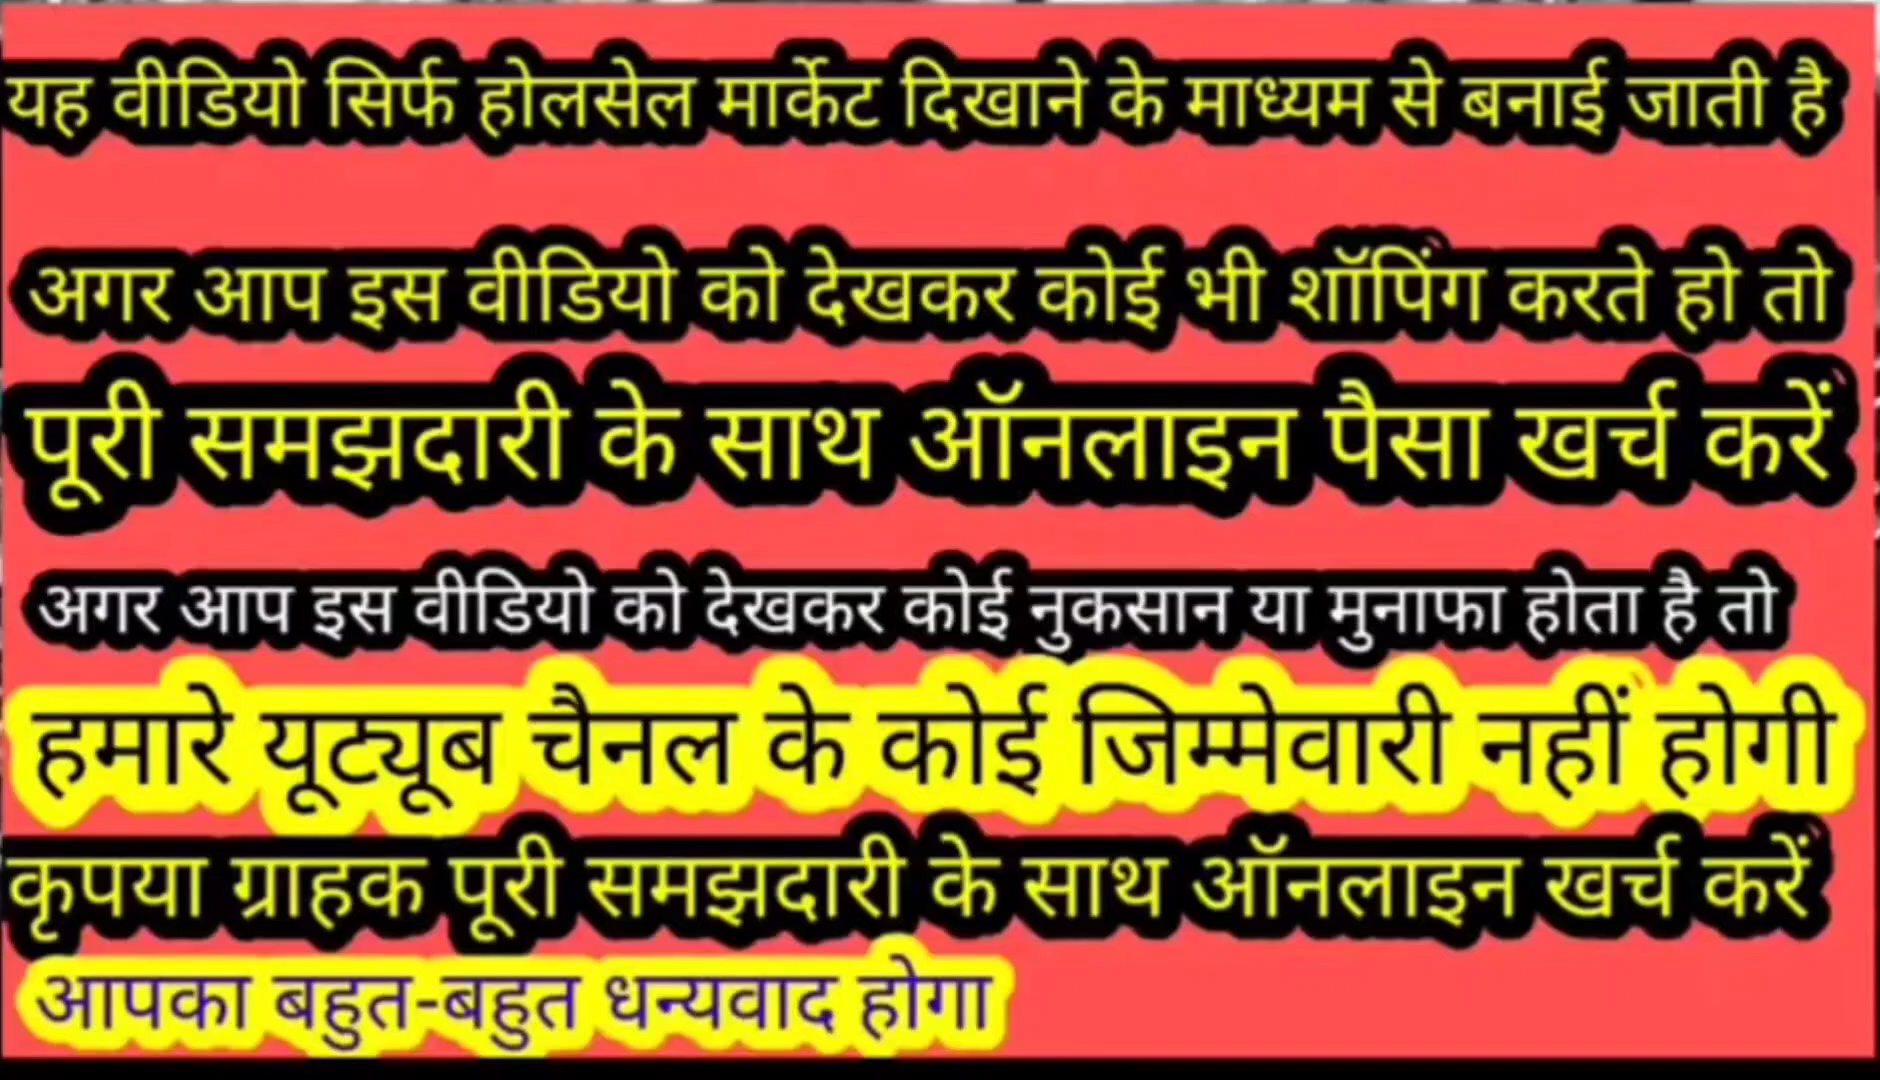 यह वीडियो सिर्फ होलसेल मार्केट दिखाने के माध्यम से बनाई जाती है
अगर आप इस वीडियो को देखकर कोई भी शॉपिंग करते हो तो
पूरी समझदारी के साथ ऑनलाइन पैसा खर्च करें
अगर आप इस वीडियो को देखकर कोई नुकसान या मुनाफा होता है तो
हमारे यूट्यूब चैनल के कोई जिम्मेवारी नहीं होगी
कृपया ग्राहक पूरी समझदारी के साथ ऑनलाइन खर्च करें
आपका बहुत-बहुत धन्यवाद होगा